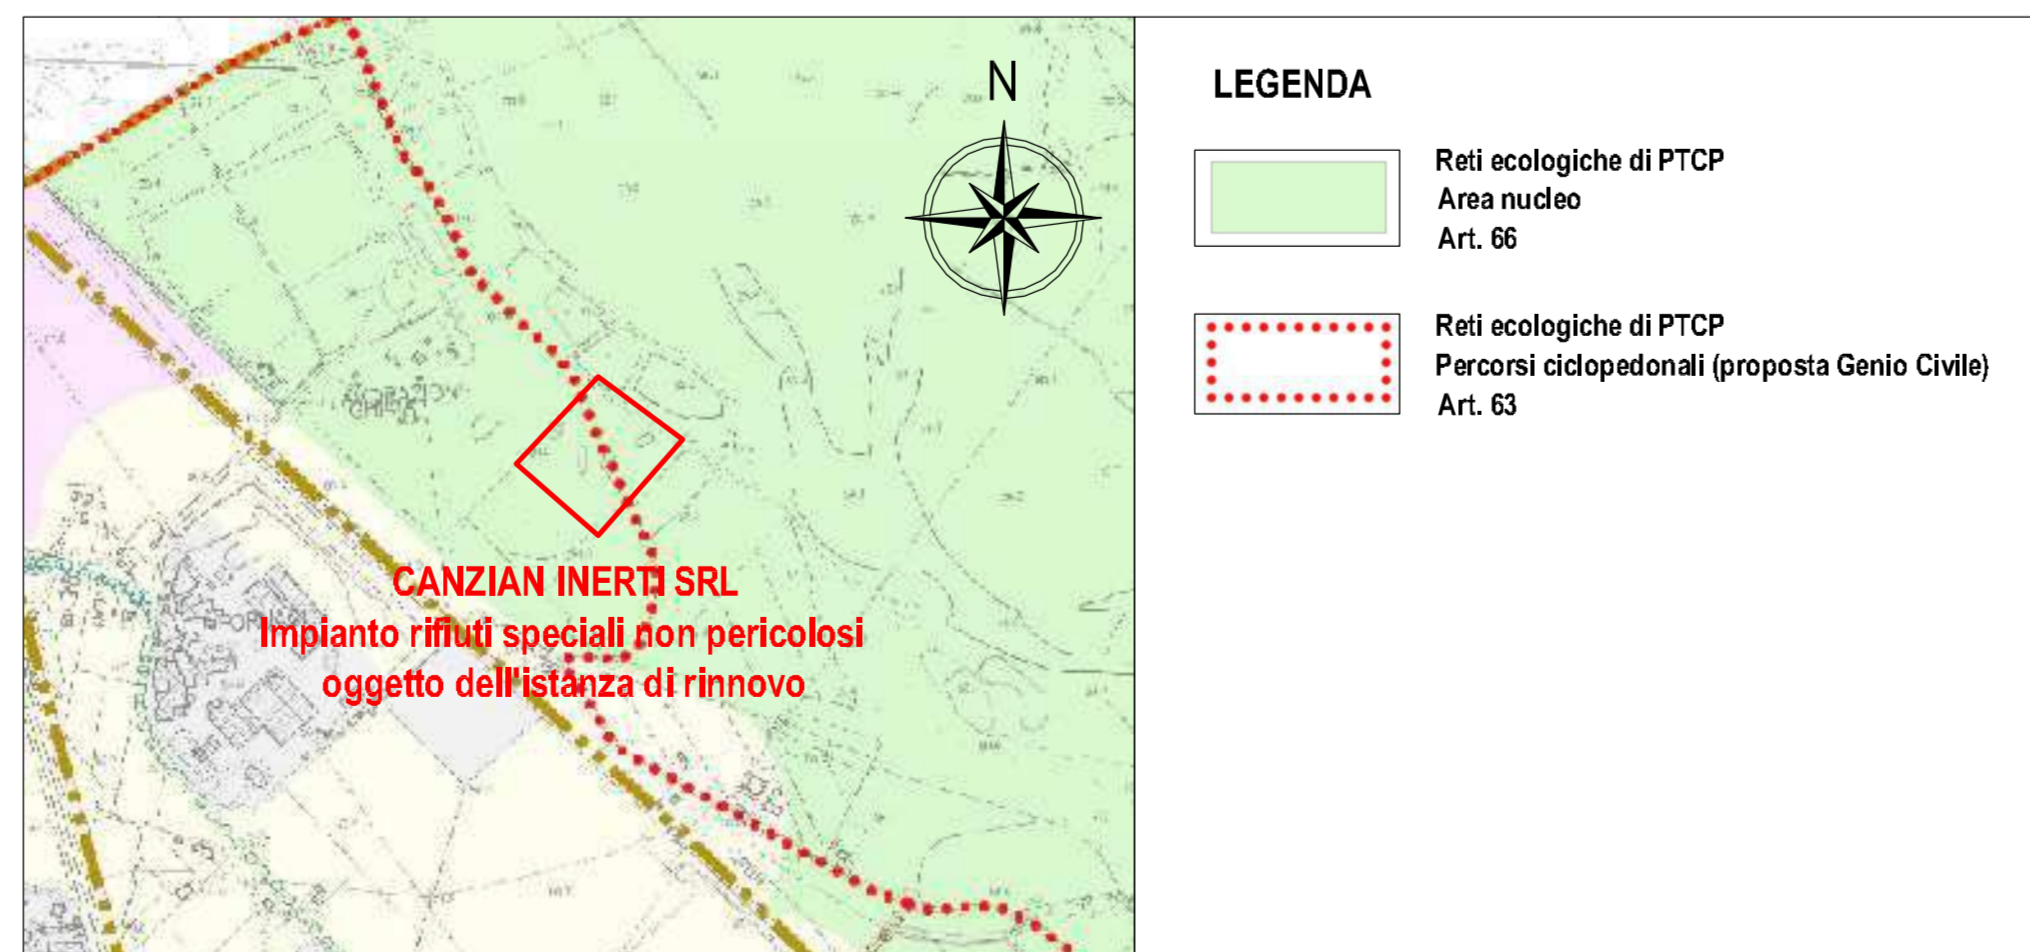 N
CANZIAN INERTI SRL
Impianto rifiuti speciali non pericolosi
oggetto dell'istanza di rinnovo
LEGENDA
Reti ecologiche di PTCP
Area nucleo
Art. 66
Reti ecologiche di PTCP
Percorsi ciclopedonali (proposta Genio Civile)
Art. 63